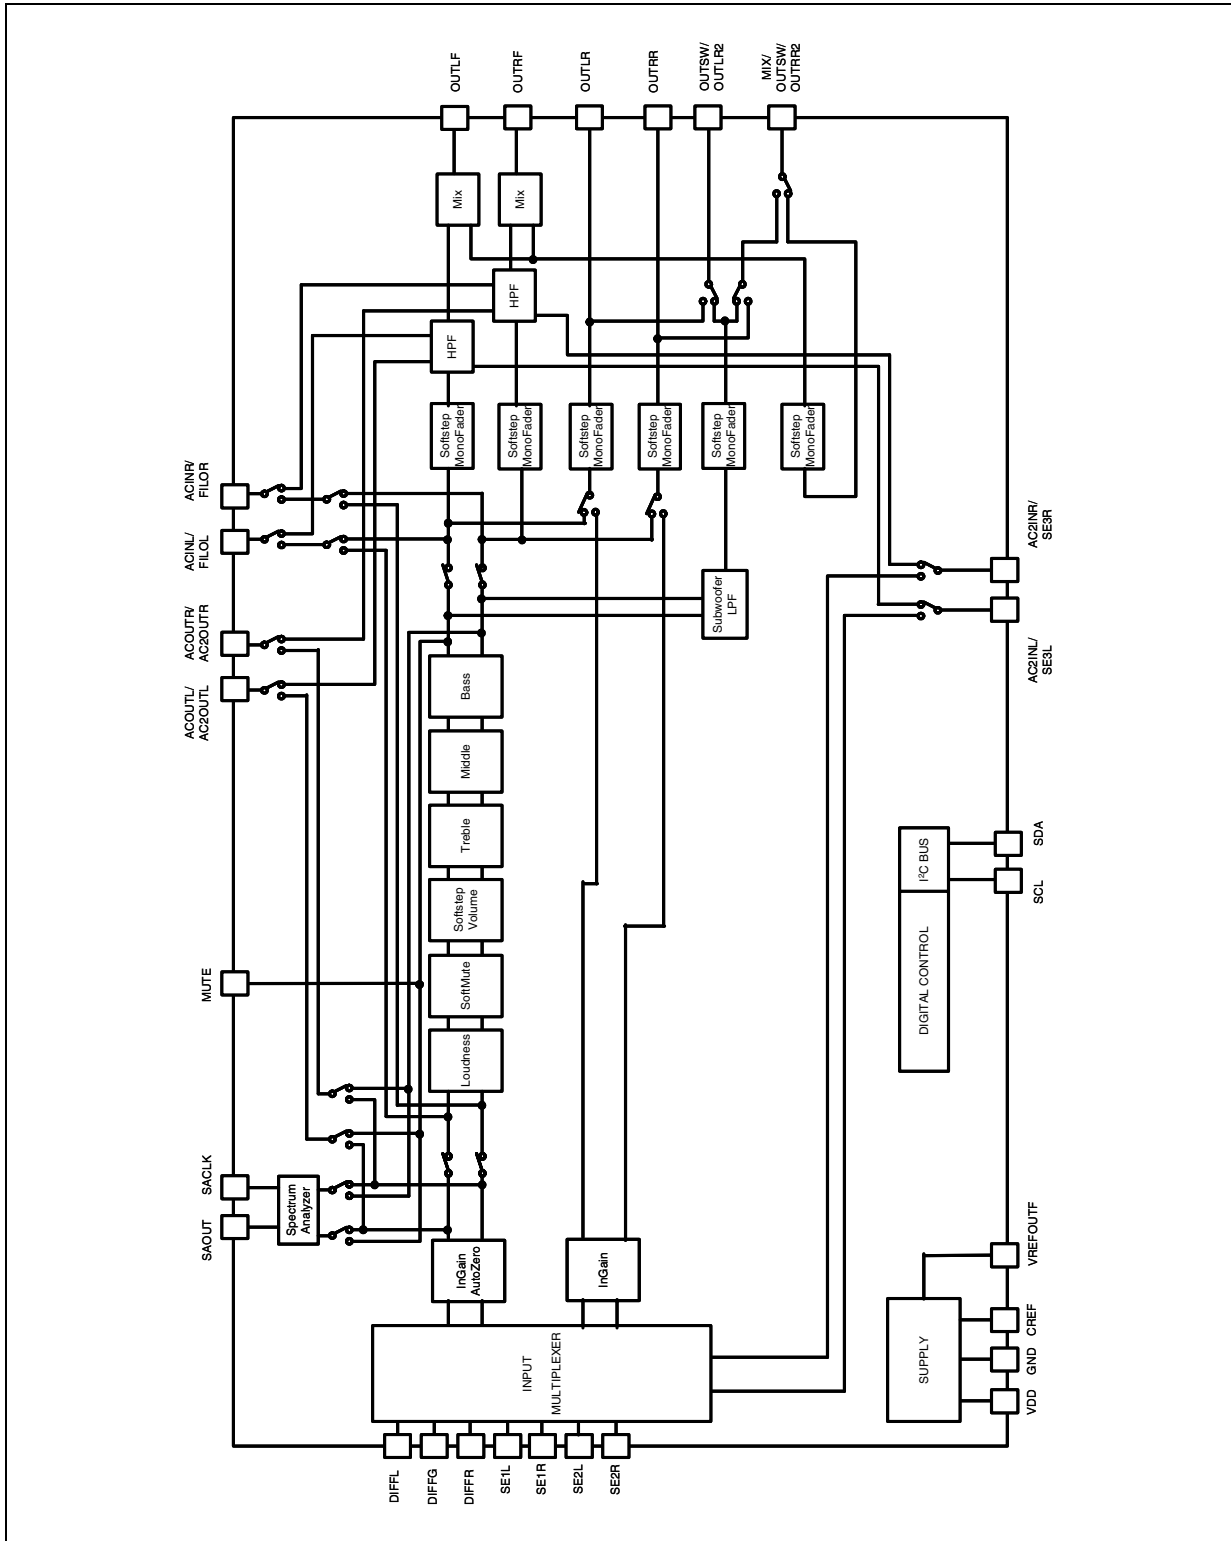 OUTLF
OUTRF
OUTLR
OUTRR
OUTSW/
OUTLR2
MIX/
OUTSW/
OUTRR2
Mix
Mix
HPF
HPF
Softstep
MonoFader
Softstep
MonoFader
Softstep
MonoFader
Softstep
MonoFader
Softstep
MonoFader
Softstep
MonoFader
ACINR/
FILOR
ACINL/
FILOL
ACOUTR/
AC2OUTR
ACOUTL/
AC2OUTL
MUTE
SACLK
SAOUT
Subwoofer
LPF
Bass
Middle
Treble
Softstep
Volume
SoftMute
Loudness
Spectrum
Analyzer
InGain
AutoZero
InGain
INPUT
MULTIPLEXER
AC2INR/
SE3R
AC2INL/
SE3L
I²C BUS
DIGITAL CONTROL
SDA
SCL
SUPPLY
VREFOUTF
CREF
GND
VDD
DIFFL
DIFFG
DIFFR
SE1L
SE1R
SE2L
SE2R